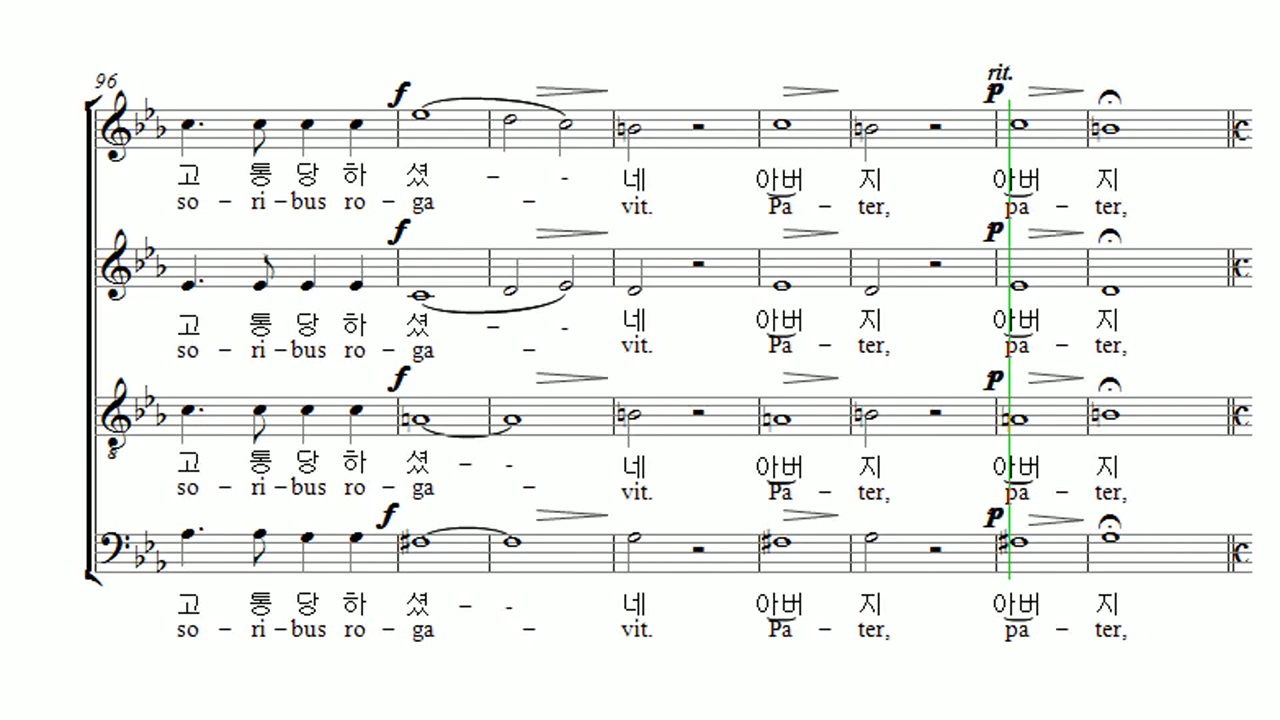 96
rit.
f p
고 통 당 하 셨 - - 네 아버 지 아버 지
so - ri - bus ro - ga - vit. Pa - ter, pa - ter,
f p
고 통 당 하 셨 - - 네 아버 지 아버 지
so - ri - bus ro - ga - vit. Pa - ter, pa - ter,
f p
8
고 통 당 하 셨 - - 네 아버 지 아버 지
so - ri - bus ro - ga - vit. Pa - ter, pa - ter,
f p
고 통 당 하 셨 - - 네 아버 지 아버 지
so - ri - bus ro - ga - vit. Pa - ter, pa - ter,